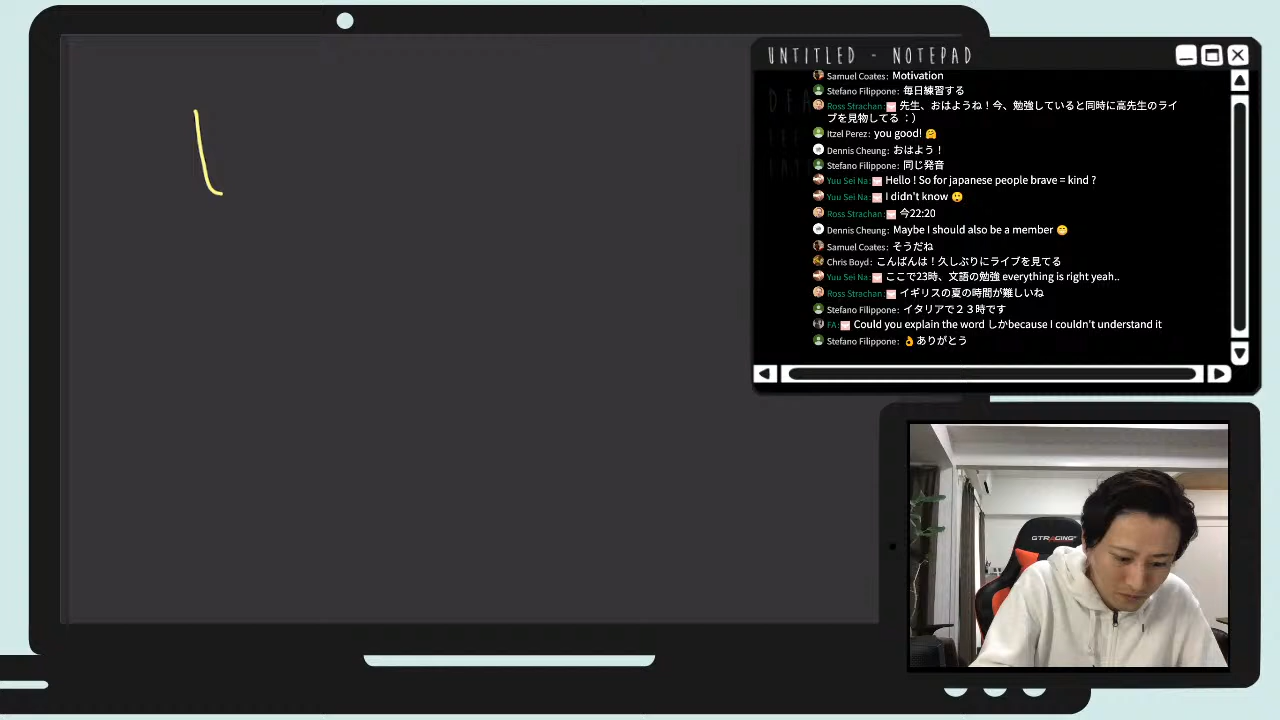 UNTITLED - NOTEPAD
Samuel Coates: Motivation
Stefano Filippone: 毎日練習する
Ross Strachan: 先生、おはようね！今、勉強していると同時に高先生のライ
ブを見物してる ：）
Itzel Perez: you good! 🤗
Dennis Cheung: おはよう！
Stefano Filippone: 同じ発音
Yuu Sei Na: Hello ! So for japanese people brave = kind ?
Yuu Sei Na: I didn't know 😲
Ross Strachan: 今22:20
Dennis Cheung: Maybe I should also be a member 😁
Samuel Coates: そうだね
Chris Boyd: こんばんは！久しぶりにライブを見てる
Yuu Sei Na: ここで23時、文語の勉強 everything is right yeah..
Ross Strachan: イギリスの夏の時間が難しいね
Stefano Filippone: イタリアで２３時です
FA: Could you explain the word しかbecause I couldn't understand it
Stefano Filippone: 👌ありがとう
GTRACING